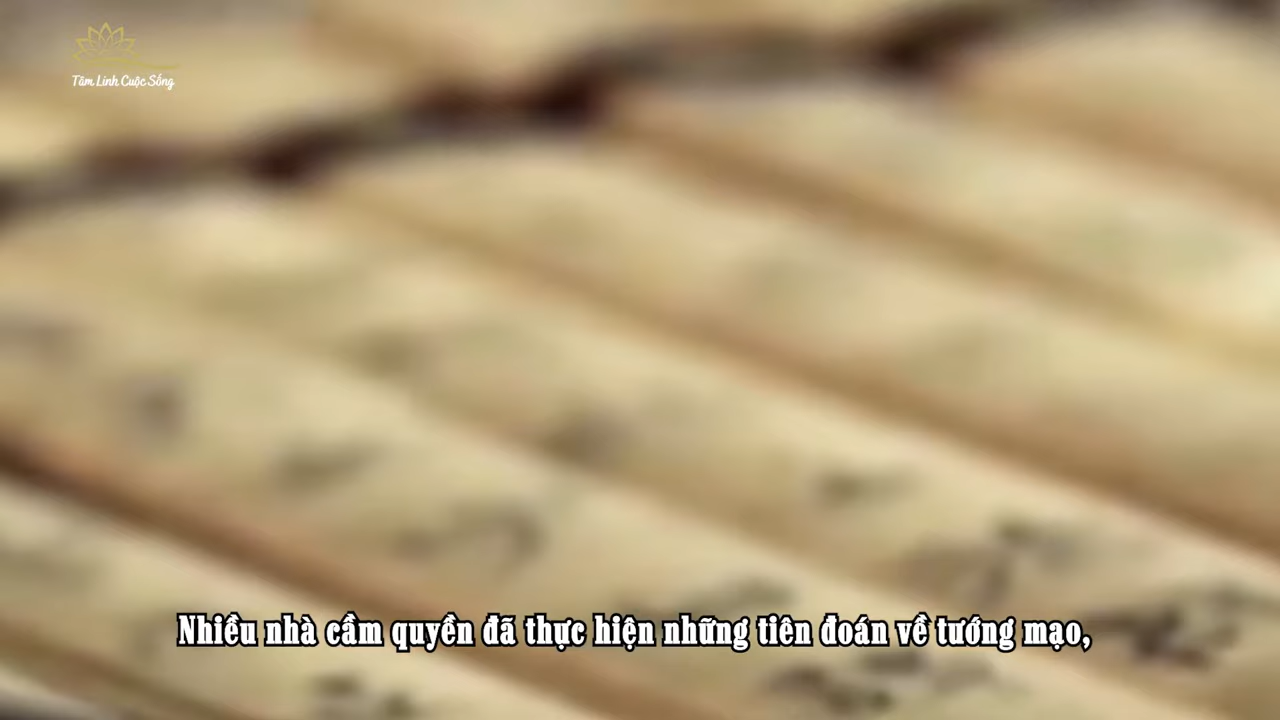 Tâm Linh Cuộc Sống
Nhiều nhà cầm quyền đã thực hiện những tiên đoán về tướng mạo,